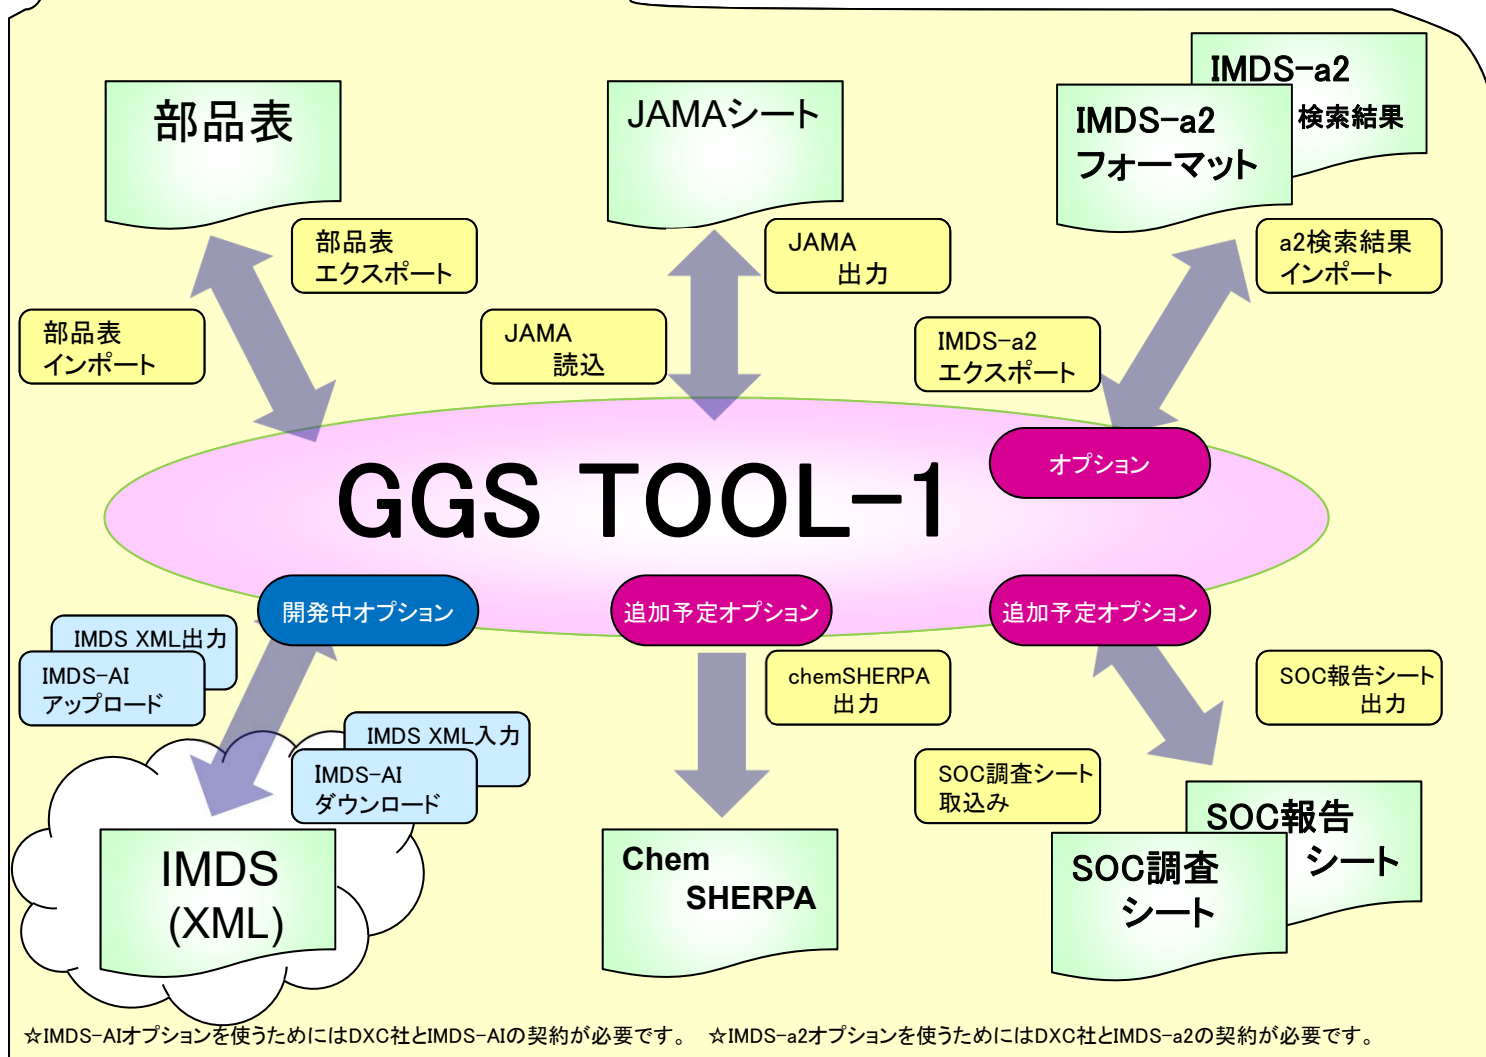 部品表
JAMAシート
IMDS-a2
検索結果
IMDS-a2
フォーマット
部品表
エクスポート
JAMA
出力
a2検索結果
インポート
部品表
インポート
JAMA
読込
IMDS-a2
エクスポート
オプション
GGS TOOL-1
開発中オプション
追加予定オプション
追加予定オプション
IMDS XML出力
IMDS-AI
アップロード
chemSHERPA
出力
SOC報告シート
出力
IMDS XML入力
IMDS-AI
ダウンロード
SOC調査シート
取込み
IMDS
(XML)
Chem
SHERPA
SOC報告
シート
SOC調査
シート
☆IMDS-AIオプションを使うためにはDXC社とIMDS-AIの契約が必要です。 ☆IMDS-a2オプションを使うためにはDXC社とIMDS-a2の契約が必要です。